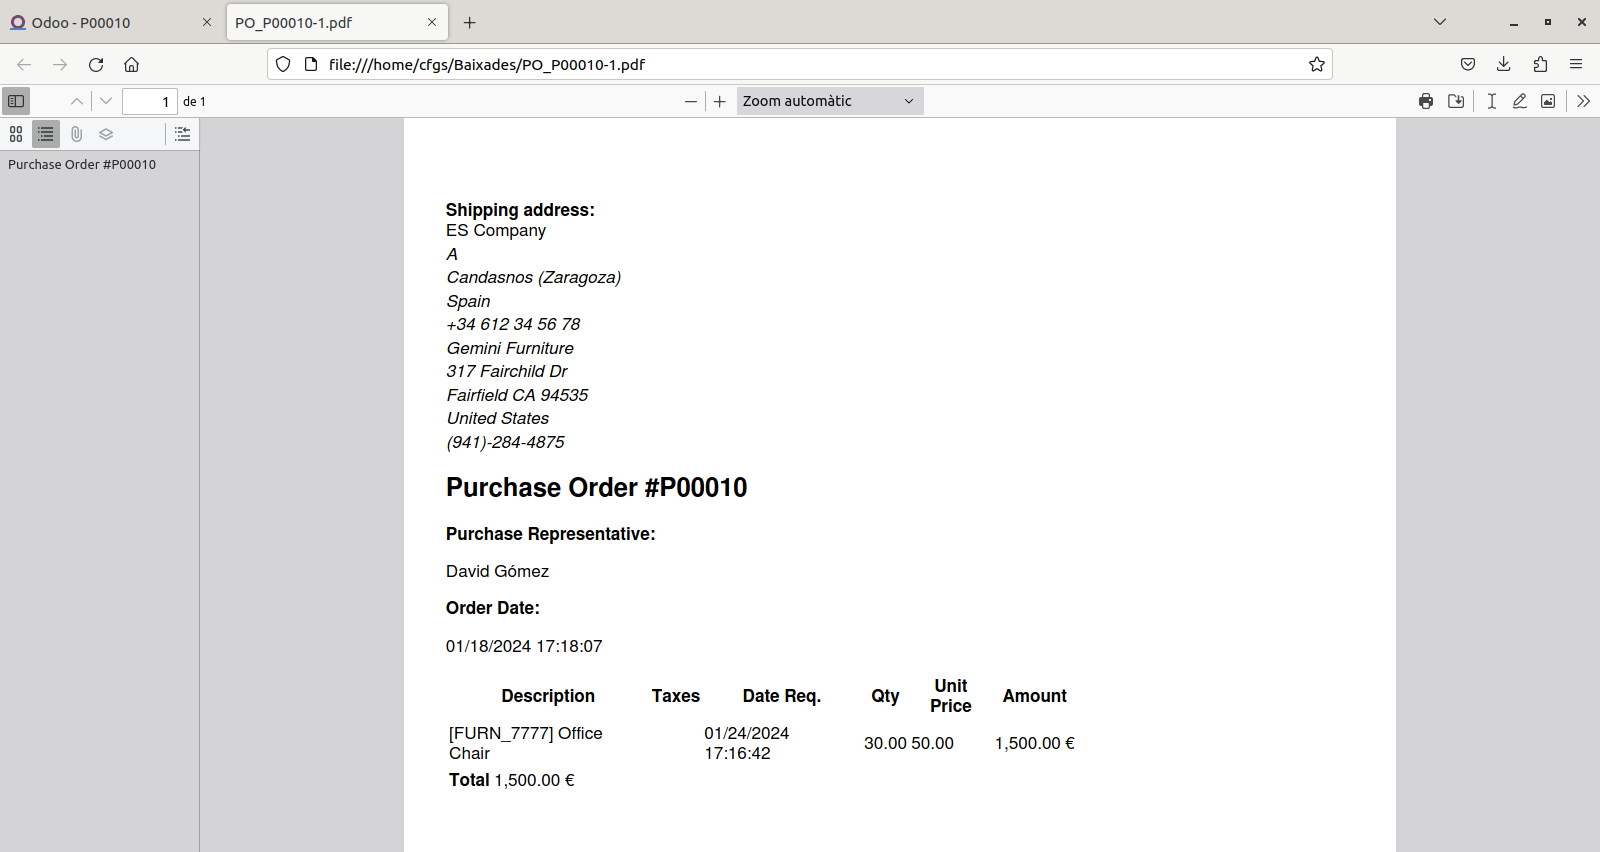 Odoo - P00010
PO_P00010-1.pdf
file:///home/cfgs/Baixades/PO_P00010-1.pdf
1 de 1
Zoom automàtic
Purchase Order #P00010
Shipping address:
ES Company
A
Candasnos (Zaragoza)
Spain
+34 612 34 56 78
Gemini Furniture
317 Fairchild Dr
Fairfield CA 94535
United States
(941)-284-4875
Purchase Order #P00010
Purchase Representative:
David Gómez
Order Date:
01/18/2024 17:18:07
Description Taxes Date Req. Qty Unit Price Amount
[FURN_7777] Office Chair 01/24/2024 17:16:42 30.00 50.00 1,500.00 €
Total 1,500.00 €